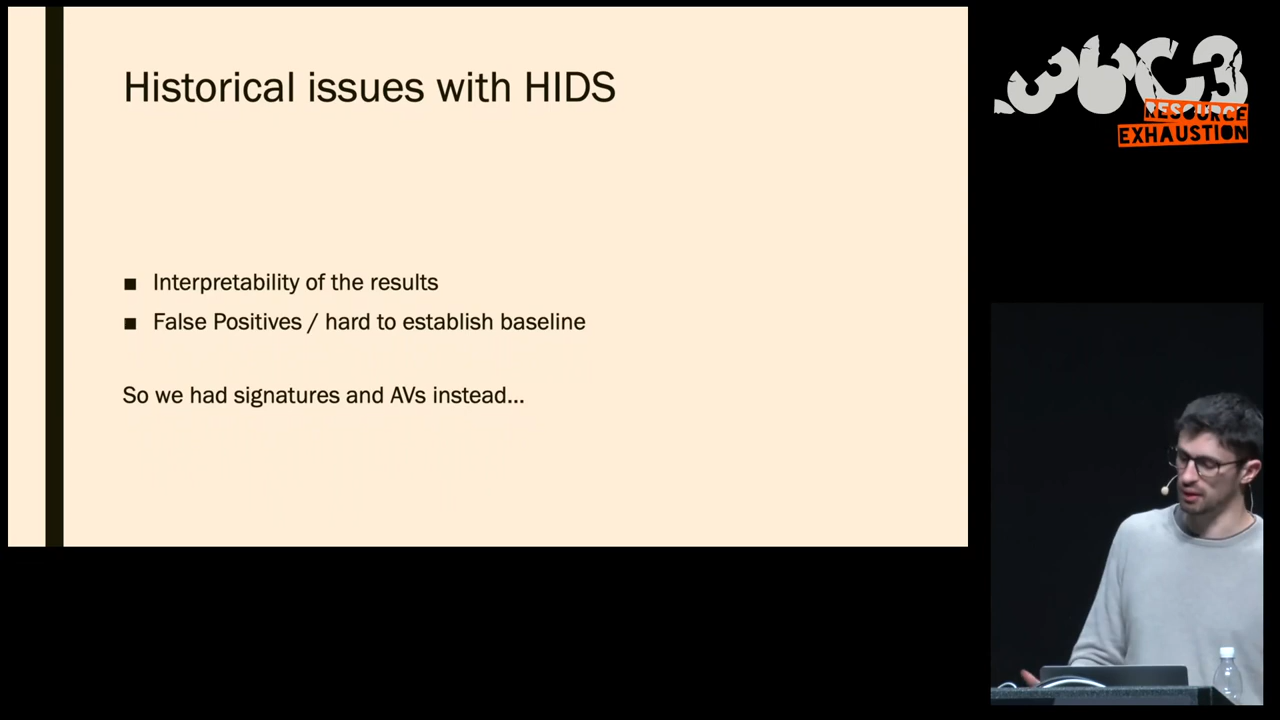 Historical issues with HIDS
■ Interpretability of the results
■ False Positives / hard to establish baseline
So we had signatures and AVs instead...
36C3
RESOURCE
EXHAUSTION